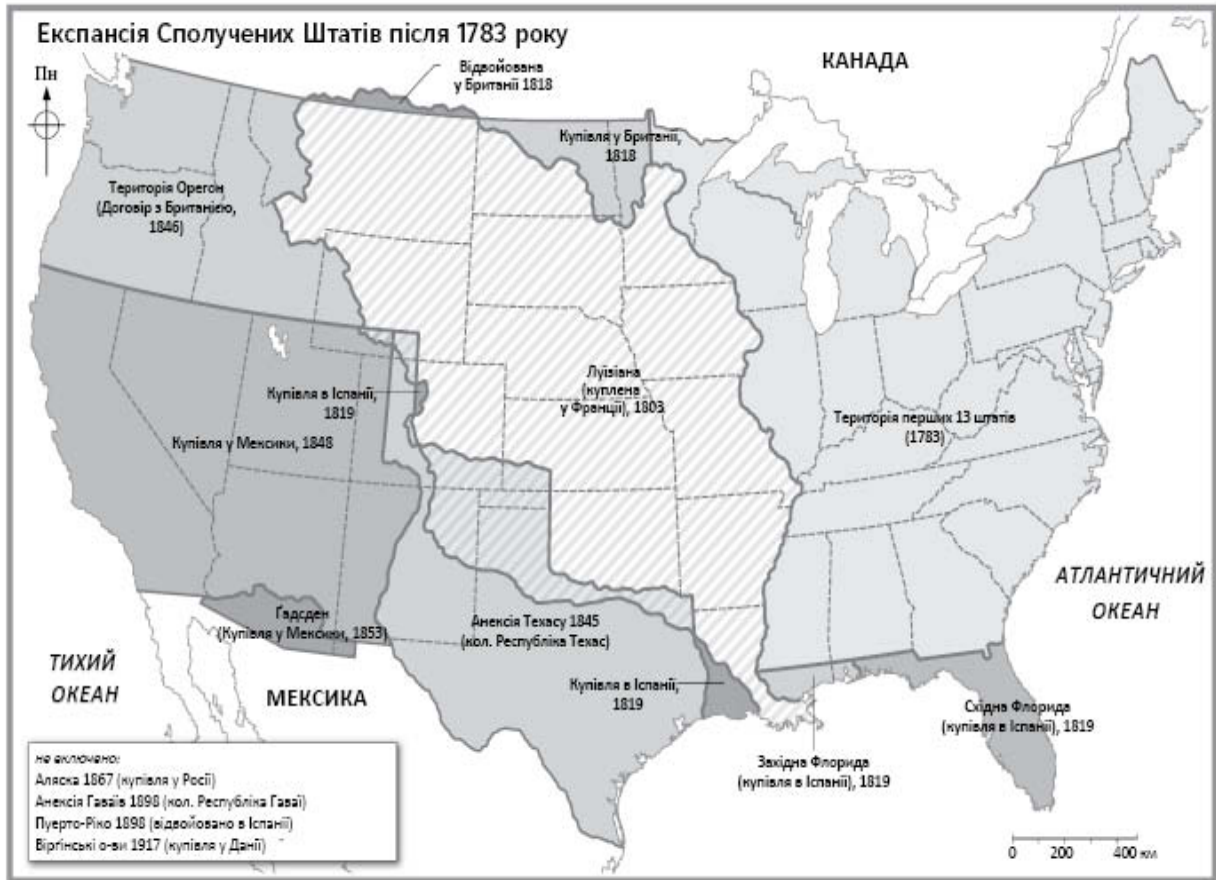 Експансія Сполучених Штатів після 1783 року
Пн
Відвойована
у Британії 1818
КАНАДА
Купівля у Британії,
1818
Територія Орегон
(Договір з Британією,
1846)
Луїзіана
(куплена
у Франції), 1803
Купівля в Іспанії,
1819
Купівля у Мексики, 1848
Територія перших 13 штатів
(1783)
АТЛАНТИЧНИЙ
ОКЕАН
Ґадсден
(Купівля у Мексики, 1853)
Анексія Техасу 1845
(кол. Республіка Техас)
ТИХИЙ
ОКЕАН
МЕКСИКА
Купівля в Іспанії,
1819
Східна Флорида
(купівля в Іспанії), 1819
Західна Флорида
(купівля в Іспанії), 1819
не включено:
Аляска 1867 (купівля у Росії)
Анексія Гаваїв 1898 (кол. Республіка Гаваї)
Пуерто-Ріко 1898 (відвойовано в Іспанії)
Вірґінські о-ви 1917 (купівля у Данії)
0 200 400 км